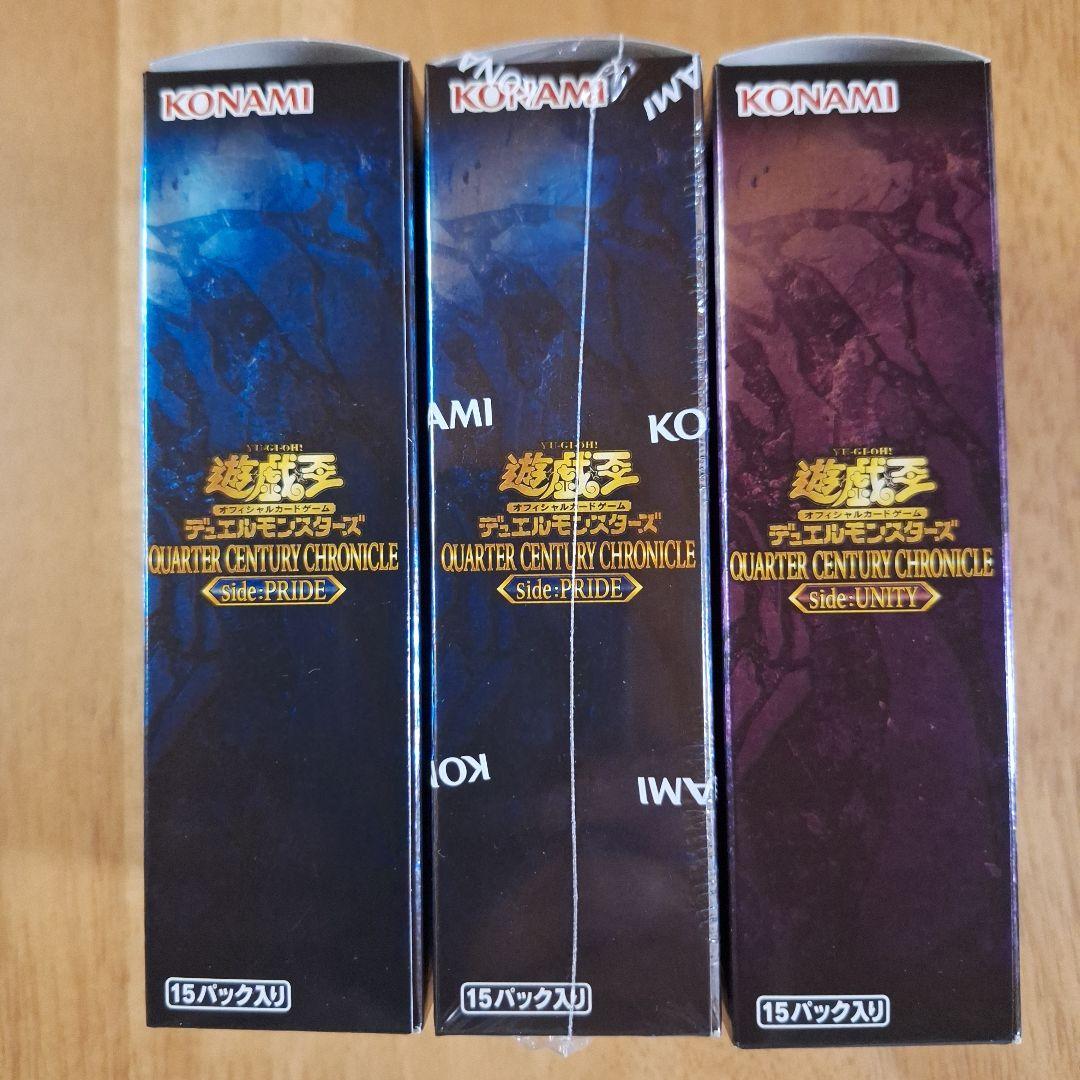 KONAMI
YU-GI-OH!
遊戯王
オフィシャルカードゲーム
デュエルモンスターズ
QUARTER CENTURY CHRONICLE
side:PRIDE
15パック入り
KONAMI
KONA
AMI
AMI
KO
YU-GI-OH!
遊戯王
オフィシャルカードゲーム
デュエルモンスターズ
QUARTER CENTURY CHRONICLE
side:PRIDE
KO
AMI
15パック入り
KONAMI
YU-GI-OH!
遊戯王
オフィシャルカードゲーム
デュエルモンスターズ
QUARTER CENTURY CHRONICLE
side:UNITY
15パック入り